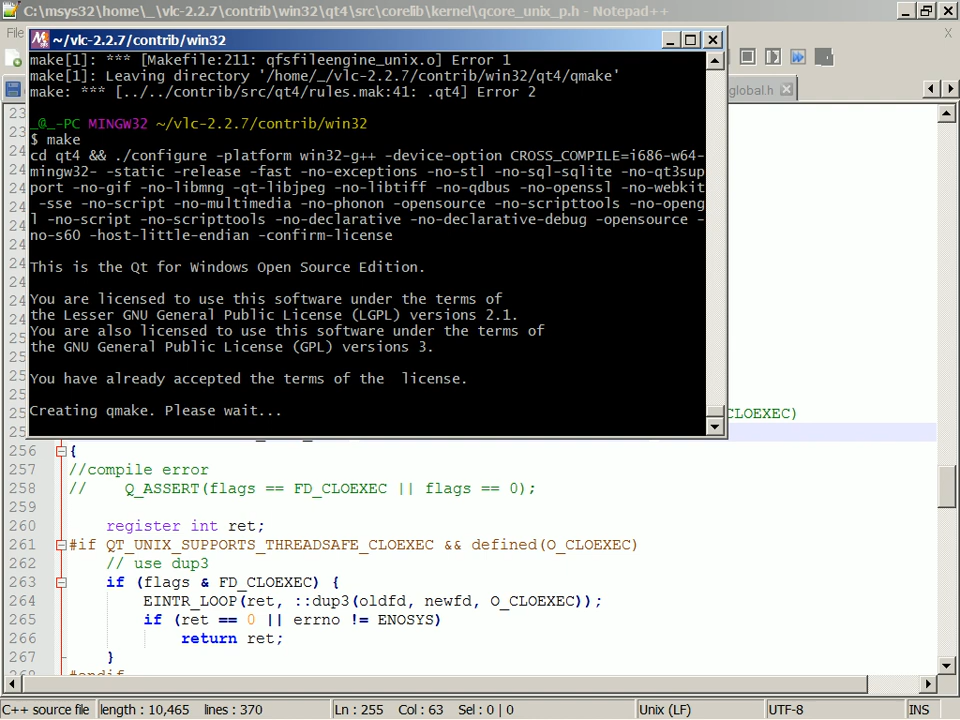 C:\msys32\home\_\vlc-2.2.7\contrib\win32\qt4\src\corelib\kernel\qcore_unix_p.h - Notepad++
File
~/vlc-2.2.7/contrib/win32
make[1]: *** [Makefile:211: qfsfileengine_unix.o] Error 1
make[1]: Leaving directory '/home/_/vlc-2.2.7/contrib/win32/qt4/qmake'
make: *** [../../contrib/src/qt4/rules.mak:41: .qt4] Error 2
_@_-PC MINGW32 ~/vlc-2.2.7/contrib/win32
$ make
cd qt4 && ./configure -platform win32-g++ -device-option CROSS_COMPILE=i686-w64-
mingw32- -static -release -fast -no-exceptions -no-stl -no-sql-sqlite -no-qt3sup
port -no-gif -no-libmng -qt-libjpeg -no-libtiff -no-qdbus -no-openssl -no-webkit
-sse -no-script -no-multimedia -no-phonon -opensource -no-scripttools -no-openg
l -no-script -no-scripttools -no-declarative -no-declarative-debug -opensource -
no-s60 -host-little-endian -confirm-license
This is the Qt for Windows Open Source Edition.
You are licensed to use this software under the terms of
the Lesser GNU General Public License (LGPL) versions 2.1.
You are also licensed to use this software under the terms of
the GNU General Public License (GPL) versions 3.
You have already accepted the terms of the  license.
Creating qmake. Please wait...
global.h
CLOEXEC)
256 {
257 //compile error
258 //    Q_ASSERT(flags == FD_CLOEXEC || flags == 0);
259
260     register int ret;
261 #if QT_UNIX_SUPPORTS_THREADSAFE_CLOEXEC && defined(O_CLOEXEC)
262     // use dup3
263     if (flags & FD_CLOEXEC) {
264         EINTR_LOOP(ret, ::dup3(oldfd, newfd, O_CLOEXEC));
265         if (ret == 0 || errno != ENOSYS)
266             return ret;
267     }
268 #endif
C++ source file length : 10,465 lines : 370 Ln : 255 Col : 63 Sel : 0 | 0 Unix (LF) UTF-8 INS